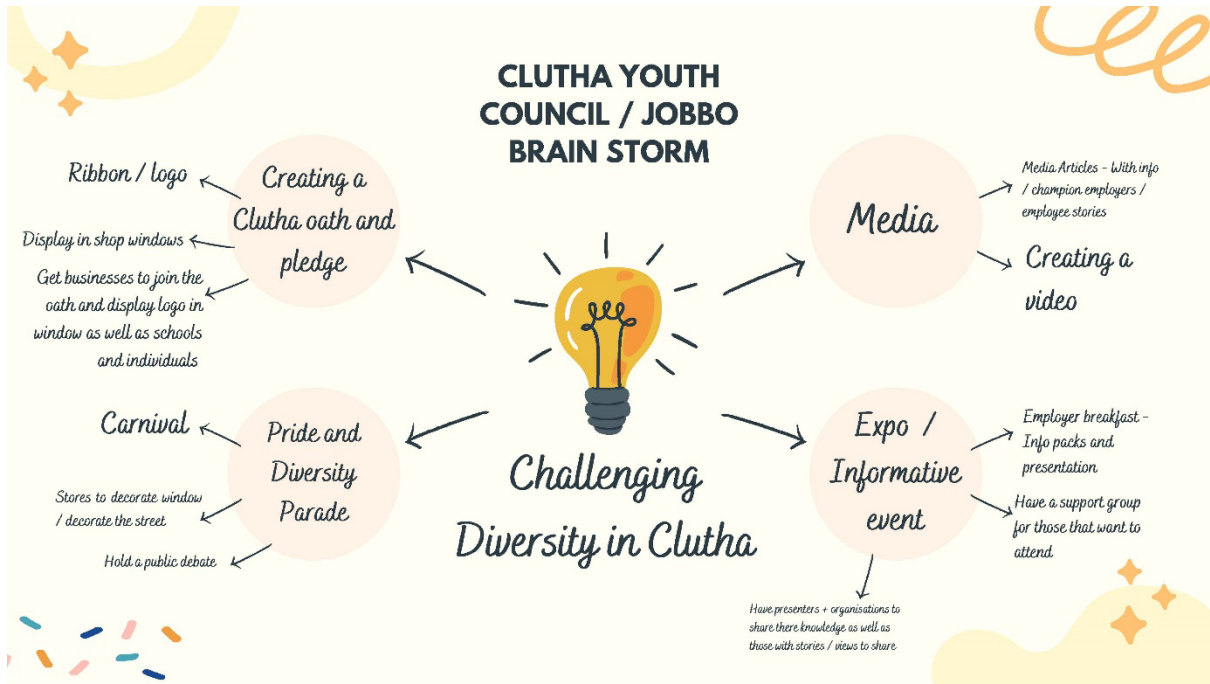 CLUTHA YOUTH
COUNCIL / JOBBO
BRAIN STORM
Creating a
Clutha oath and
pledge
Ribbon / logo
Display in shop windows
Get businesses to join the
oath and display logo in
window as well as schools
and individuals
Media
Media Articles - With info
/ champion employers /
employee stories
Creating a
video
Pride and
Diversity
Parade
Carnival
Stores to decorate window
/ decorate the street
Hold a public debate
Challenging
Diversity in Clutha
Expo /
Informative
event
Employer breakfast -
Info packs and
presentation
Have a support group
for those that want to
attend
Have presenters + organisations to
share there knowledge as well as
those with stories / views to share